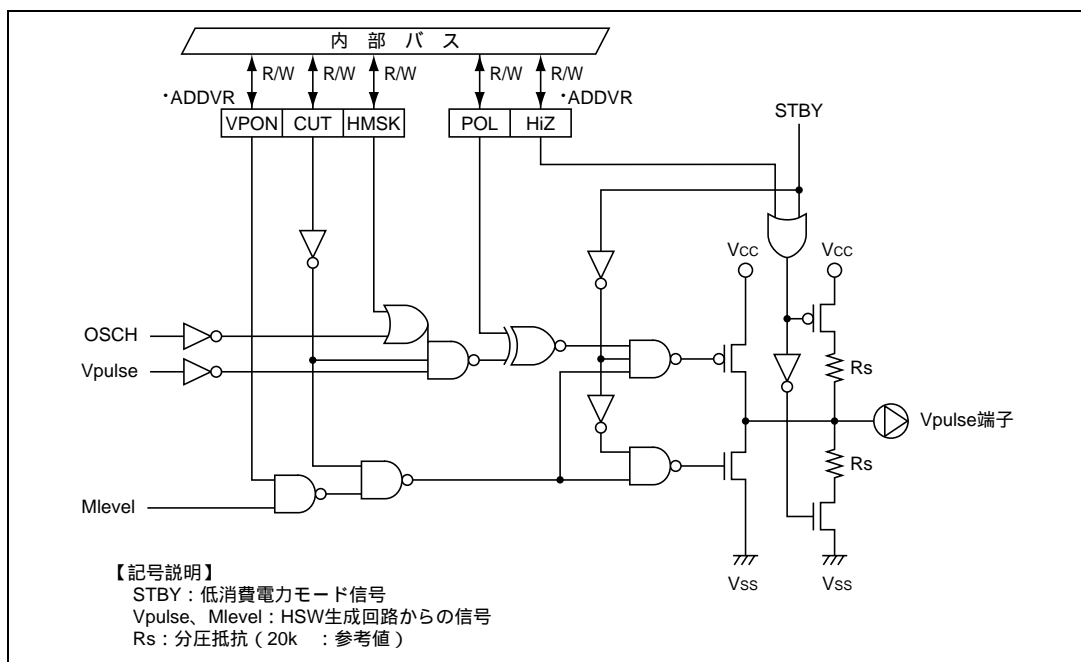 内 部 バ ス
R/W R/W R/W R/W R/W
・ADDVR ・ADDVR
VPON CUT HMSK POL HiZ STBY
Vcc Vcc
OSCH
Vpulse
Rs
Vpulse端子
Rs
Mlevel
Vss Vss
【記号説明】
STBY：低消費電力モード信号
Vpulse、Mlevel：HSW生成回路からの信号
Rs：分圧抵抗（20k　：参考値）